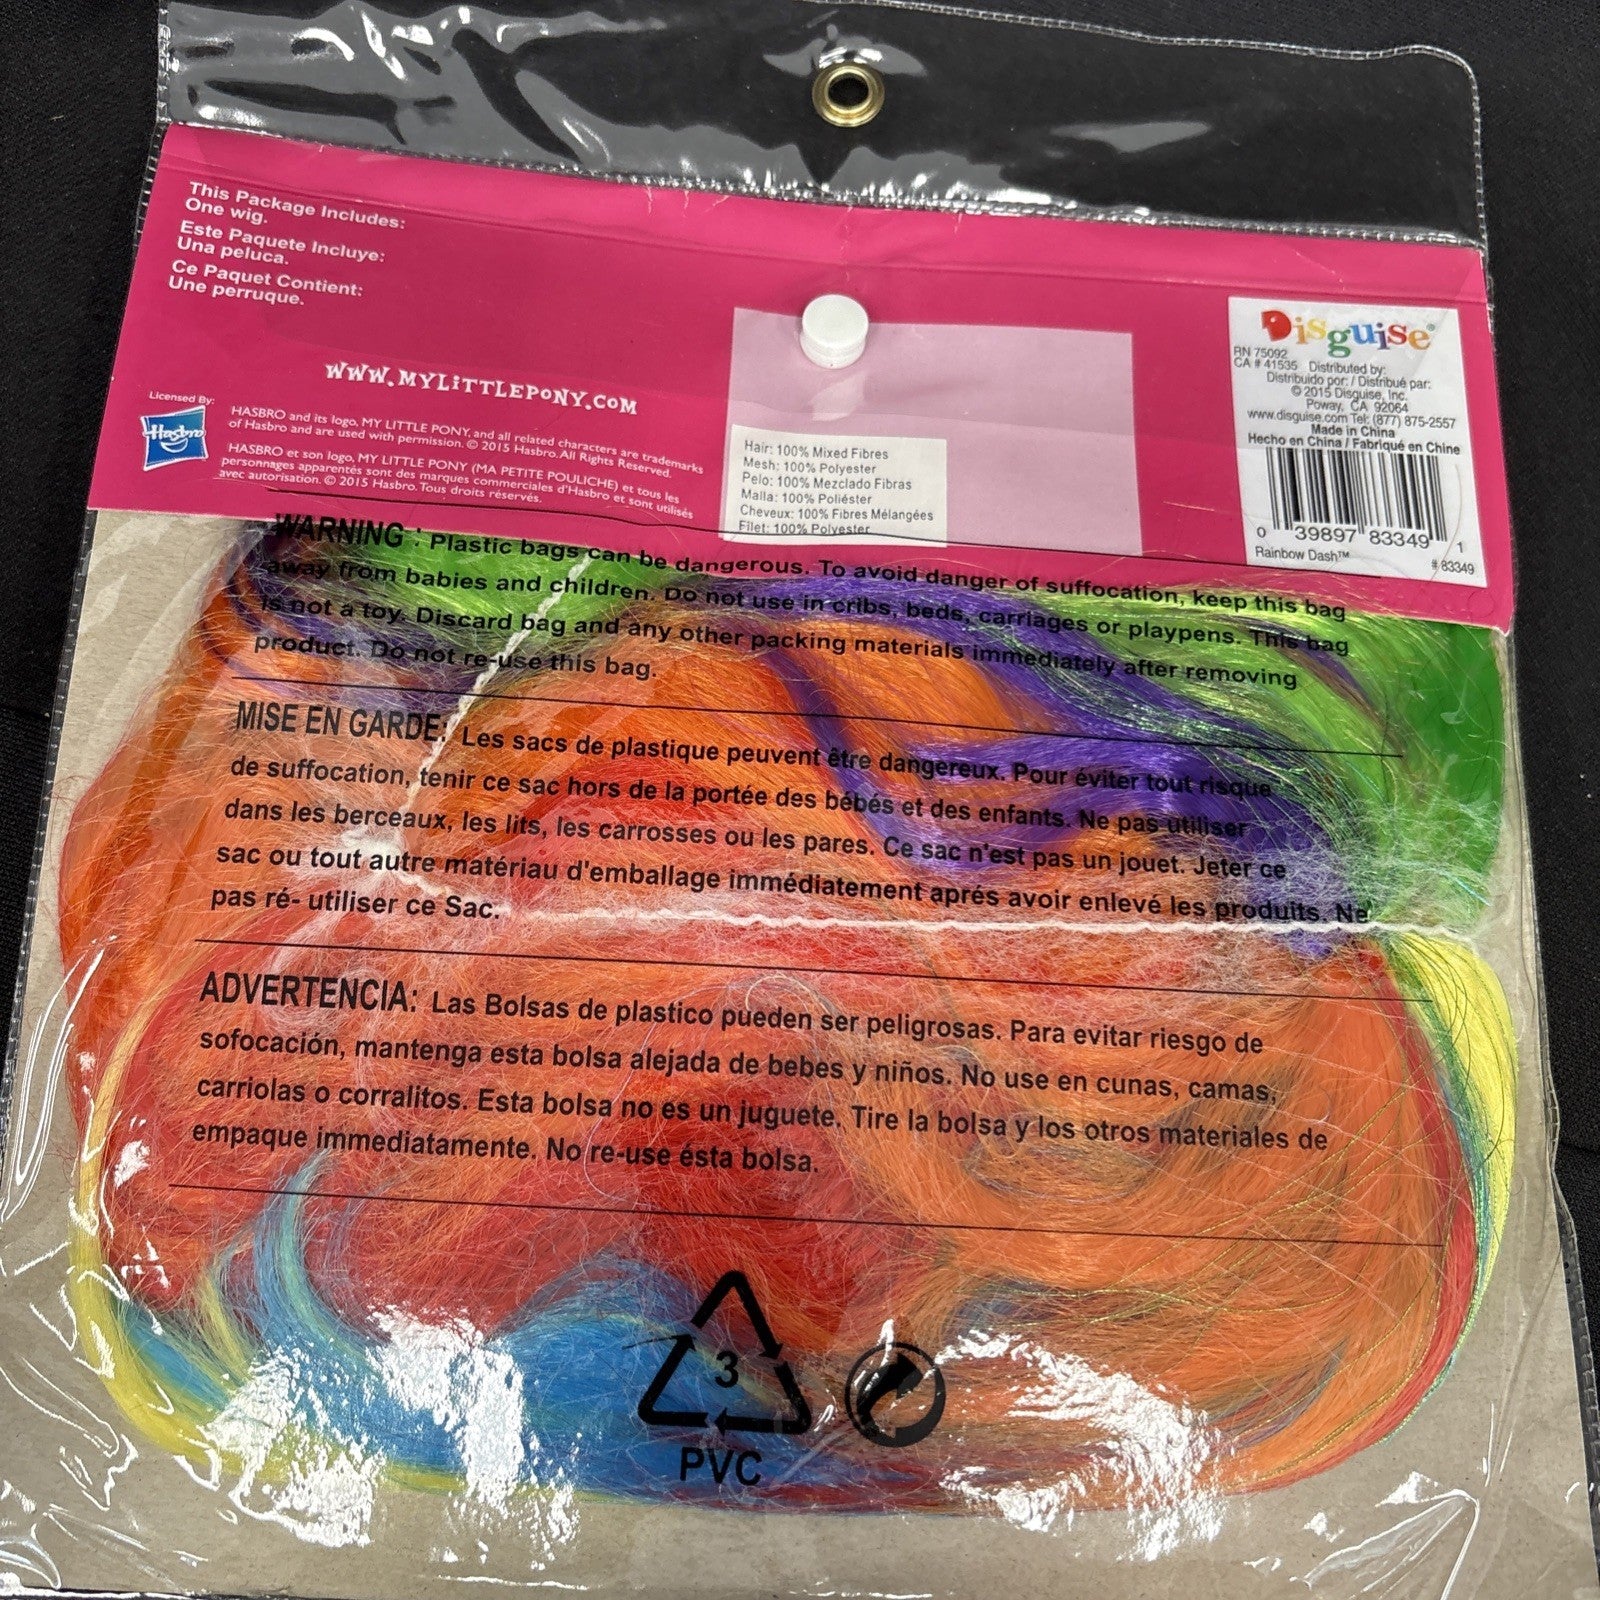 This Package Includes:
One wig.
Este Paquete Incluye:
Una peluca.
Ce Paquet Contient:
Une perruque.
WWW.MYLiTTLEPONY.COM
Licensed By:
Hasbro
HASBRO and its logo, MY LITTLE PONY, and all related characters are trademarks
of Hasbro and are used with permission. © 2015 Hasbro. All Rights Reserved.
HASBRO et son logo, MY LITTLE PONY (MA PETITE POULICHE) et tous les
personnages apparentés sont des marques commerciales d'Hasbro et sont utilisés
avec autorisation. © 2015 Hasbro. Tous droits réservés.
Hair: 100% Mixed Fibres
Mesh: 100% Polyester
Pelo: 100% Mezclado Fibras
Malla: 100% Poliéster
Cheveux: 100% Fibres Mélangées
Filet: 100% Polyester
Disguise®
RN 75092
CA # 41535 Distributed by:
Distribuido por: / Distribué par:
© 2015 Disguise, Inc.
Poway, CA 92064
www.disguise.com Tel: (877) 875-2557
Made in China
Hecho en China / Fabriqué en Chine
0 39897 83349 1
Rainbow Dash™ # 83349
WARNING : Plastic bags can be dangerous. To avoid danger of suffocation, keep this bag
away from babies and children. Do not use in cribs, beds, carriages or playpens. This bag
is not a toy. Discard bag and any other packing materials immediately after removing
product. Do not re-use this bag.
MISE EN GARDE: Les sacs de plastique peuvent être dangereux. Pour éviter tout risque
de suffocation, tenir ce sac hors de la portée des bébés et des enfants. Ne pas utiliser
dans les berceaux, les lits, les carrosses ou les pares. Ce sac n'est pas un jouet. Jeter ce
sac ou tout autre matériau d'emballage immédiatement aprés avoir enlevé les produits. Ne
pas ré- utiliser ce Sac.
ADVERTENCIA: Las Bolsas de plastico pueden ser peligrosas. Para evitar riesgo de
sofocación, mantenga esta bolsa alejada de bebes y niños. No use en cunas, camas,
carriolas o corralitos. Esta bolsa no es un juguete. Tire la bolsa y los otros materiales de
empaque immediatamente. No re-use ésta bolsa.
3
PVC